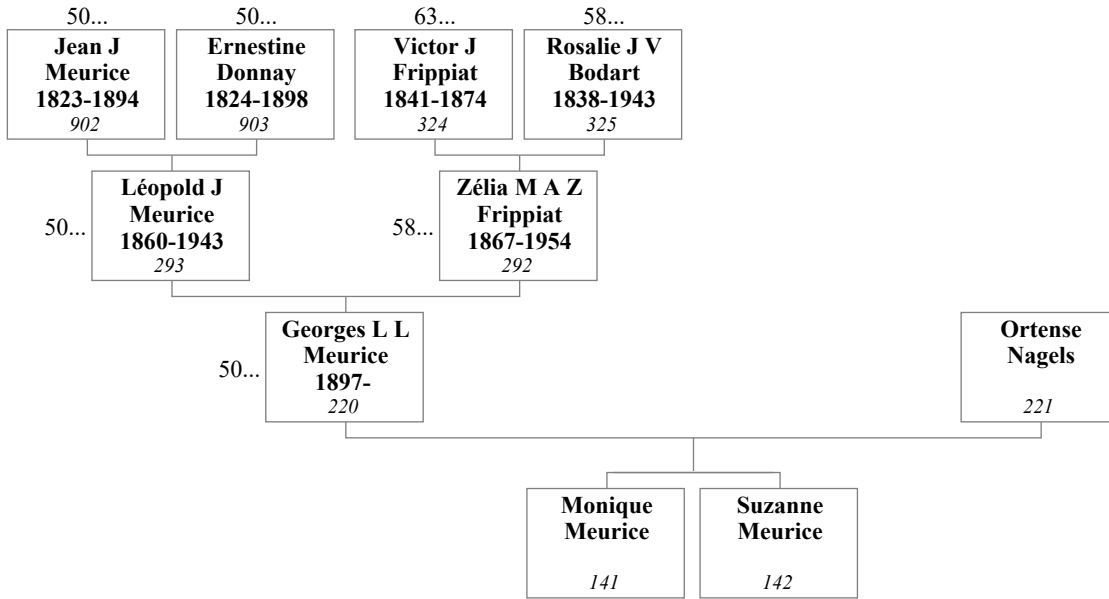 50...
50...
63...
58...
Jean J
Meurice
1823-1894
902
Ernestine
Donnay
1824-1898
903
Victor J
Frippiat
1841-1874
324
Rosalie J V
Bodart
1838-1943
325
50...
Léopold J
Meurice
1860-1943
293
58...
Zélia M A Z
Frippiat
1867-1954
292
50...
Georges L L
Meurice
1897-
220
Ortense
Nagels
221
Monique
Meurice
141
Suzanne
Meurice
142